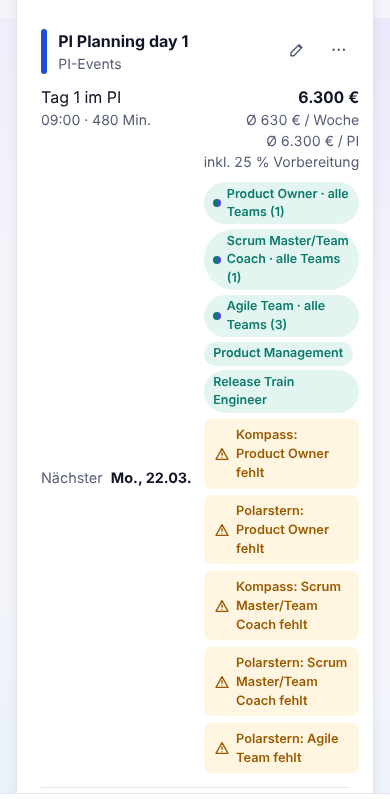 PI Planning day 1
PI-Events
Tag 1 im PI
6.300 €
09:00 · 480 Min.
Ø 630 € / Woche
Ø 6.300 € / PI
inkl. 25 % Vorbereitung
Product Owner · alle
Teams (1)
Scrum Master/Team
Coach · alle Teams
(1)
Agile Team · alle
Teams (3)
Product Management
Release Train
Engineer
Nächster Mo., 22.03.
Kompass:
Product Owner
fehlt
Polarstern:
Product Owner
fehlt
Kompass: Scrum
Master/Team
Coach fehlt
Polarstern: Scrum
Master/Team
Coach fehlt
Polarstern: Agile
Team fehlt